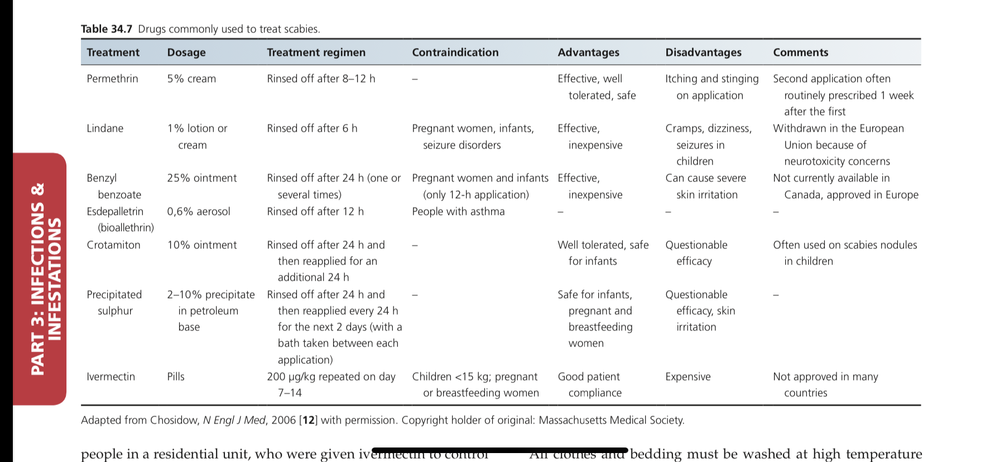 Table 34.7 Drugs commonly used to treat scabies.
Treatment Dosage Treatment regimen Contraindication Advantages Disadvantages Comments
Permethrin 5% cream Rinsed off after 8–12 h – Effective, well Itching and stinging Second application often
tolerated, safe on application routinely prescribed 1 week
after the first
Lindane 1% lotion or Rinsed off after 6 h Pregnant women, infants, Effective, Cramps, dizziness, Withdrawn in the European
cream seizure disorders inexpensive seizures in Union because of
children neurotoxicity concerns
Benzyl 25% ointment Rinsed off after 24 h (one or Pregnant women and infants Effective, Can cause severe Not currently available in
benzoate several times) (only 12-h application) inexpensive skin irritation Canada, approved in Europe
Esdepalletrin 0,6% aerosol Rinsed off after 12 h People with asthma – – –
(bioallethrin)
Crotamiton 10% ointment Rinsed off after 24 h and – Well tolerated, safe Questionable Often used on scabies nodules
then reapplied for an for infants efficacy in children
additional 24 h
Precipitated 2–10% precipitate Rinsed off after 24 h and – Safe for infants, Questionable –
sulphur in petroleum then reapplied every 24 h pregnant and efficacy, skin
base for the next 2 days (with a breastfeeding irritation
bath taken between each women
application)
Ivermectin Pills 200 μg/kg repeated on day Children <15 kg; pregnant Good patient Expensive Not approved in many
7–14 or breastfeeding women compliance countries
Adapted from Chosidow, N Engl J Med, 2006 [12] with permission. Copyright holder of original: Massachusetts Medical Society.
people in a residential unit, who were given ivermectin to control
All clothes and bedding must be washed at high temperature
PART 3: INFECTIONS &
INFESTATIONS